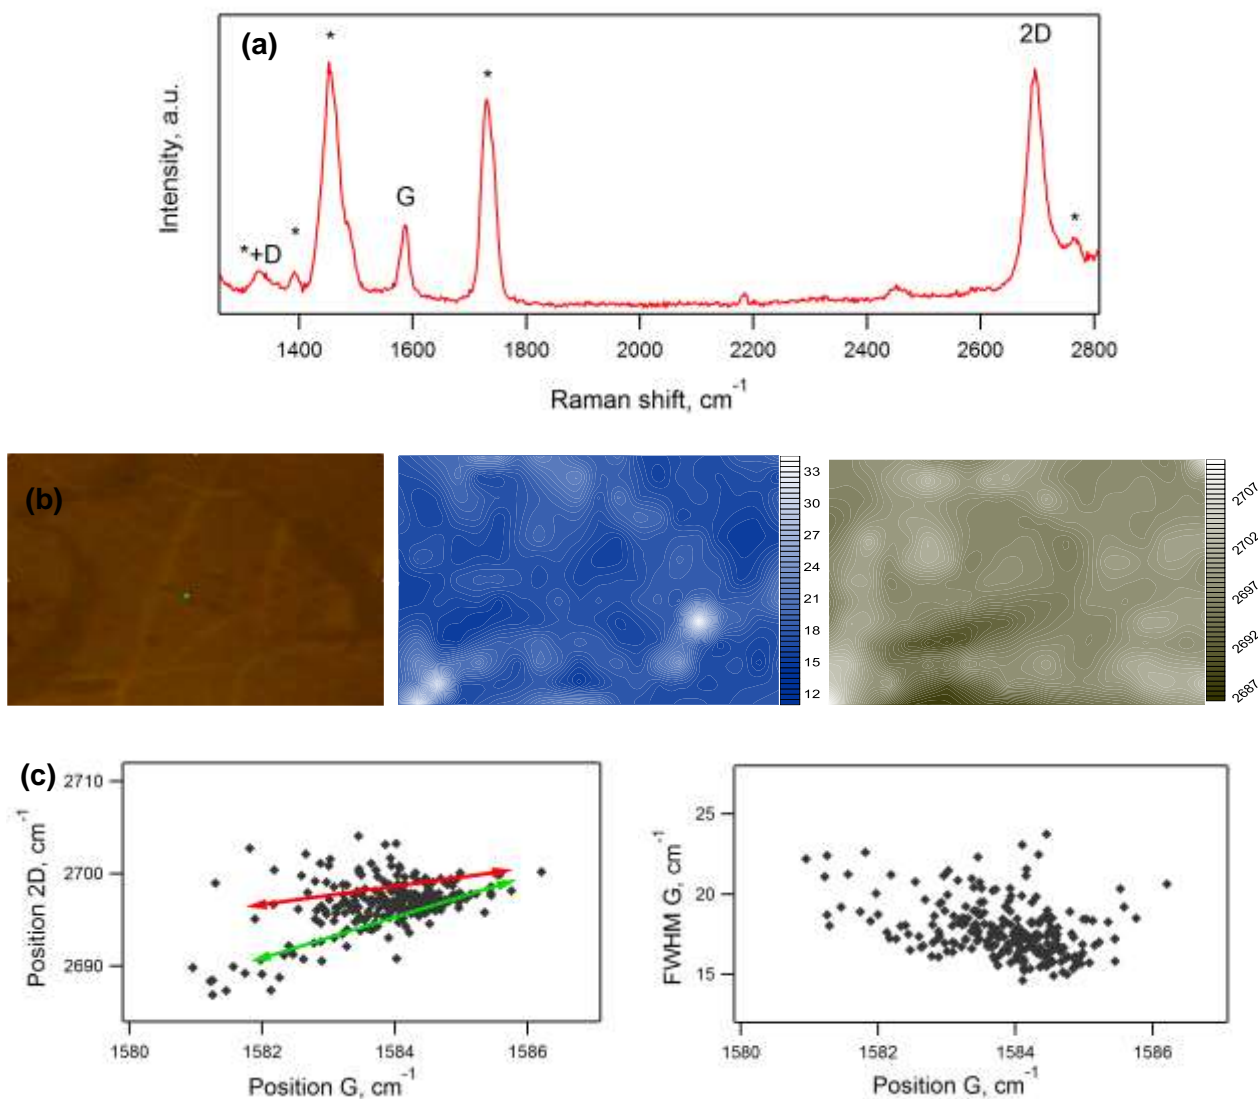 (a)
*
*
2D
G
*
*+D
*
Intensity, a.u.
1400 1600 1800 2000 2200 2400 2600 2800
Raman shift, cm-1
(b)
33
30
27
24
21
18
15
12
2707
2702
2697
2692
2687
(c)
2710
2700
2690
Position 2D, cm-1
1580 1582 1584 1586
Position G, cm-1
25
20
15
FWHM G, cm-1
1580 1582 1584 1586
Position G, cm-1